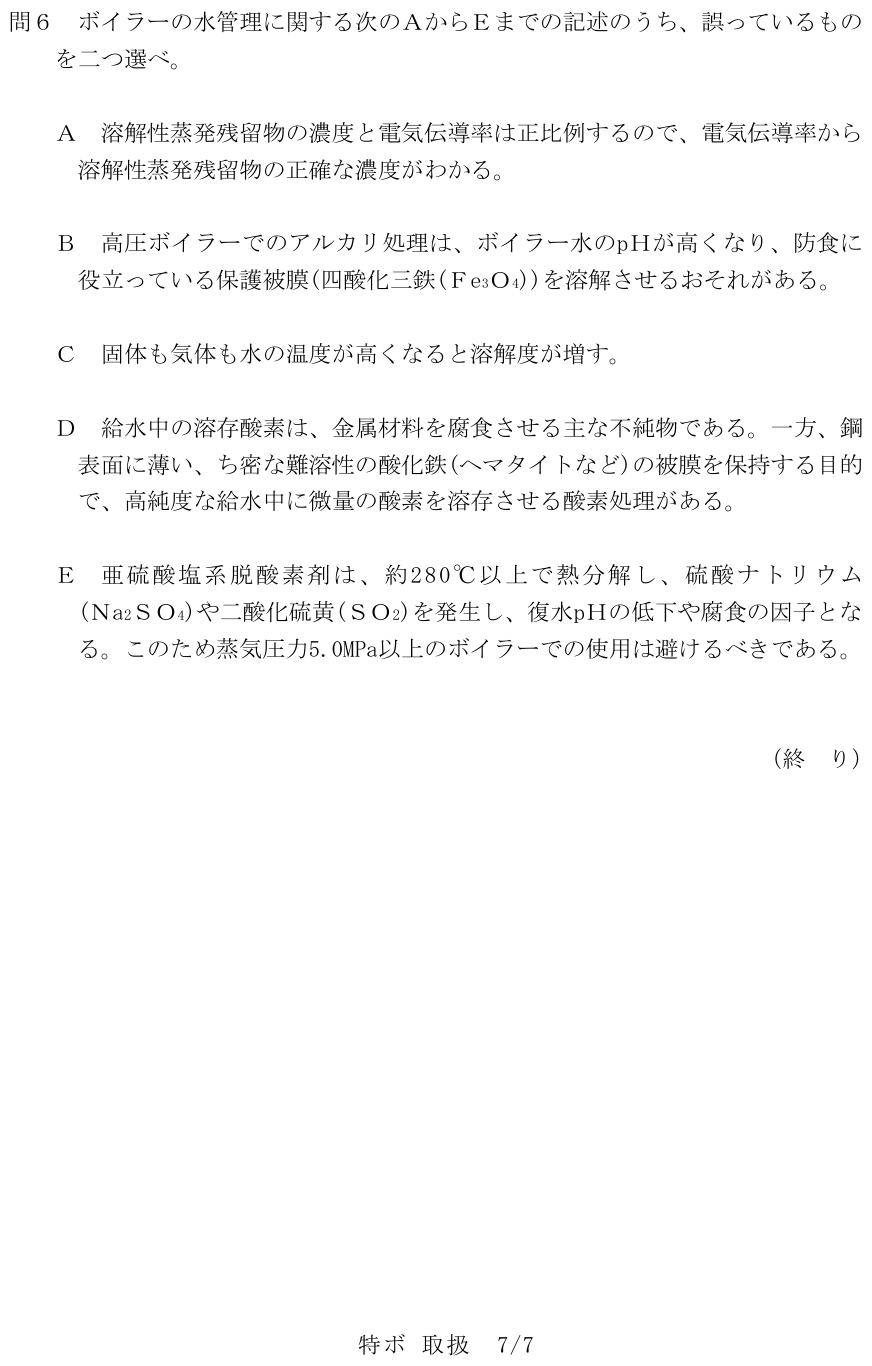 問６　ボイラーの水管理に関する次のＡからＥまでの記述のうち、誤っているもの
を二つ選べ。
Ａ　溶解性蒸発残留物の濃度と電気伝導率は正比例するので、電気伝導率から
溶解性蒸発残留物の正確な濃度がわかる。
Ｂ　高圧ボイラーでのアルカリ処理は、ボイラー水のpHが高くなり、防食に
役立っている保護被膜(四酸化三鉄(Ｆe₃Ｏ₄))を溶解させるおそれがある。
Ｃ　固体も気体も水の温度が高くなると溶解度が増す。
Ｄ　給水中の溶存酸素は、金属材料を腐食させる主な不純物である。一方、鋼
表面に薄い、ち密な難溶性の酸化鉄(ヘマタイトなど)の被膜を保持する目的
で、高純度な給水中に微量の酸素を溶存させる酸素処理がある。
Ｅ　亜硫酸塩系脱酸素剤は、約280℃以上で熱分解し、硫酸ナトリウム
(Ｎa₂ＳＯ₄)や二酸化硫黄(ＳＯ₂)を発生し、復水pHの低下や腐食の因子とな
る。このため蒸気圧力5.0MPa以上のボイラーでの使用は避けるべきである。
(終　り)
特ボ 取扱　7/7